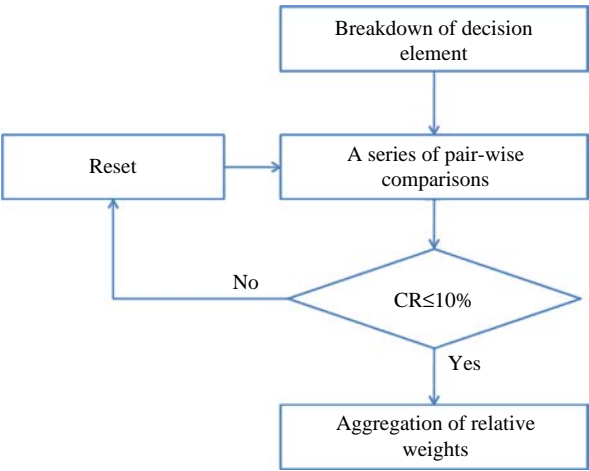 Breakdown of decision
element
Reset
A series of pair-wise
comparisons
No
CR≤10%
Yes
Aggregation of relative
weights